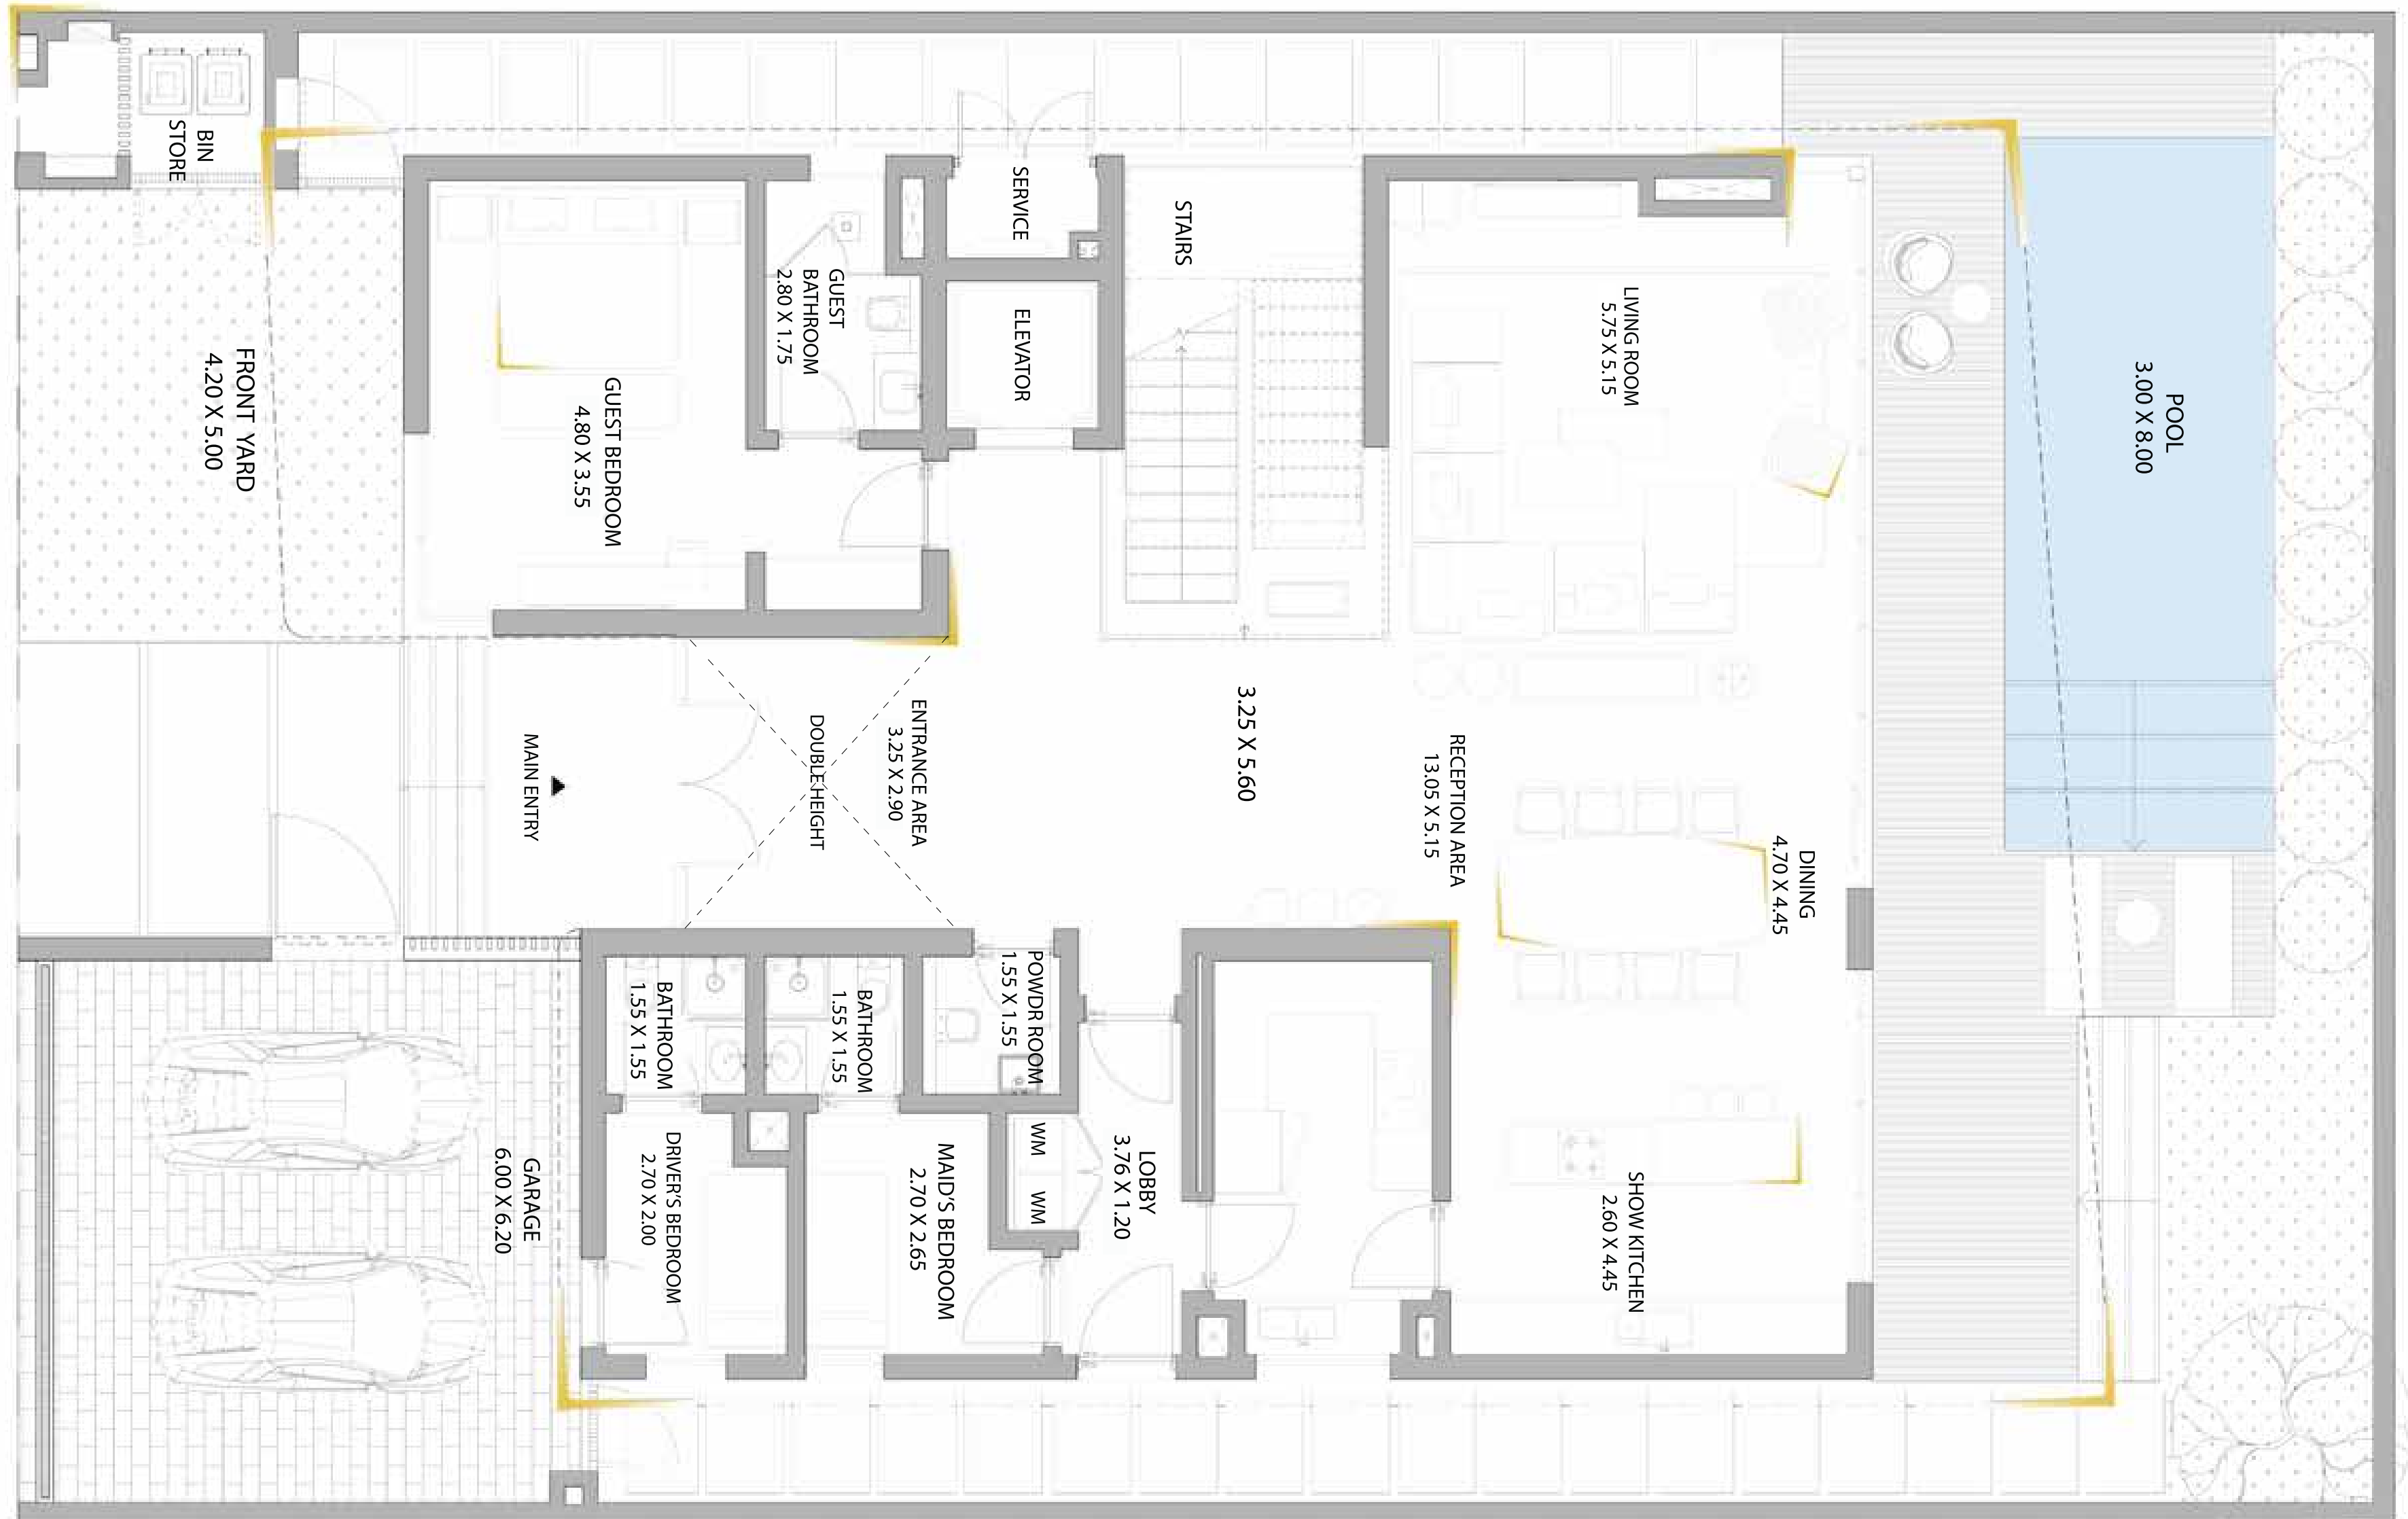 BIN
STORE
FRONT YARD
4.20 X 5.00
GUEST BEDROOM
4.80 X 3.55
GUEST
BATHROOM
2.80 X 1.75
SERVICE
ELEVATOR
STAIRS
LIVING ROOM
5.75 X 5.15
POOL
3.00 X 8.00
MAIN ENTRY
DOUBLE HEIGHT
ENTRANCE AREA
3.25 X 2.90
3.25 X 5.60
RECEPTION AREA
13.05 X 5.15
DINING
4.70 X 4.45
BATHROOM
1.55 X 1.55
BATHROOM
1.55 X 1.55
POWDR ROOM
1.55 X 1.55
GARAGE
6.00 X 6.20
DRIVER'S BEDROOM
2.70 X 2.00
MAID'S BEDROOM
2.70 X 2.65
WM
WM
LOBBY
3.76 X 1.20
SHOW KITCHEN
2.60 X 4.45